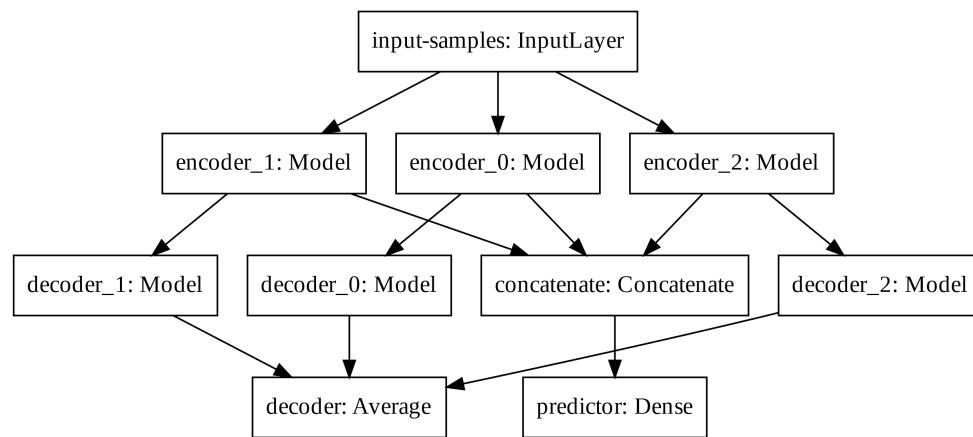 input-samples: InputLayer
encoder_1: Model
encoder_0: Model
encoder_2: Model
decoder_1: Model
decoder_0: Model
concatenate: Concatenate
decoder_2: Model
decoder: Average
predictor: Dense